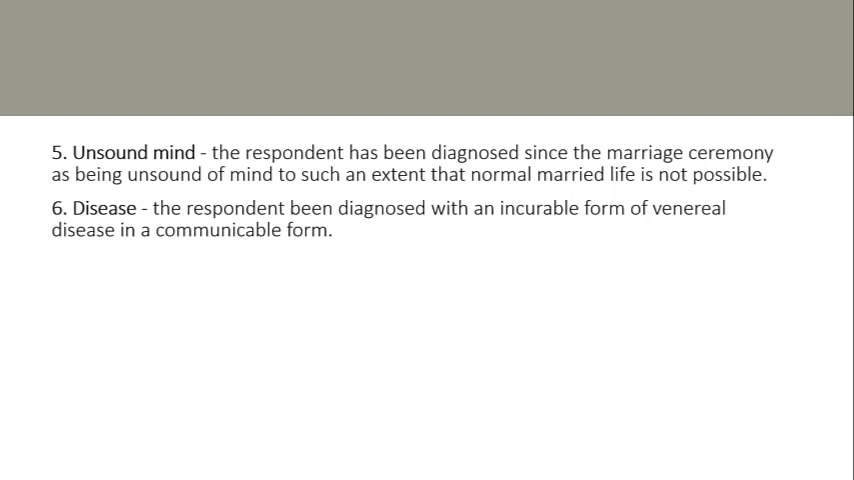 5. Unsound mind - the respondent has been diagnosed since the marriage ceremony
as being unsound of mind to such an extent that normal married life is not possible.
6. Disease - the respondent been diagnosed with an incurable form of venereal
disease in a communicable form.